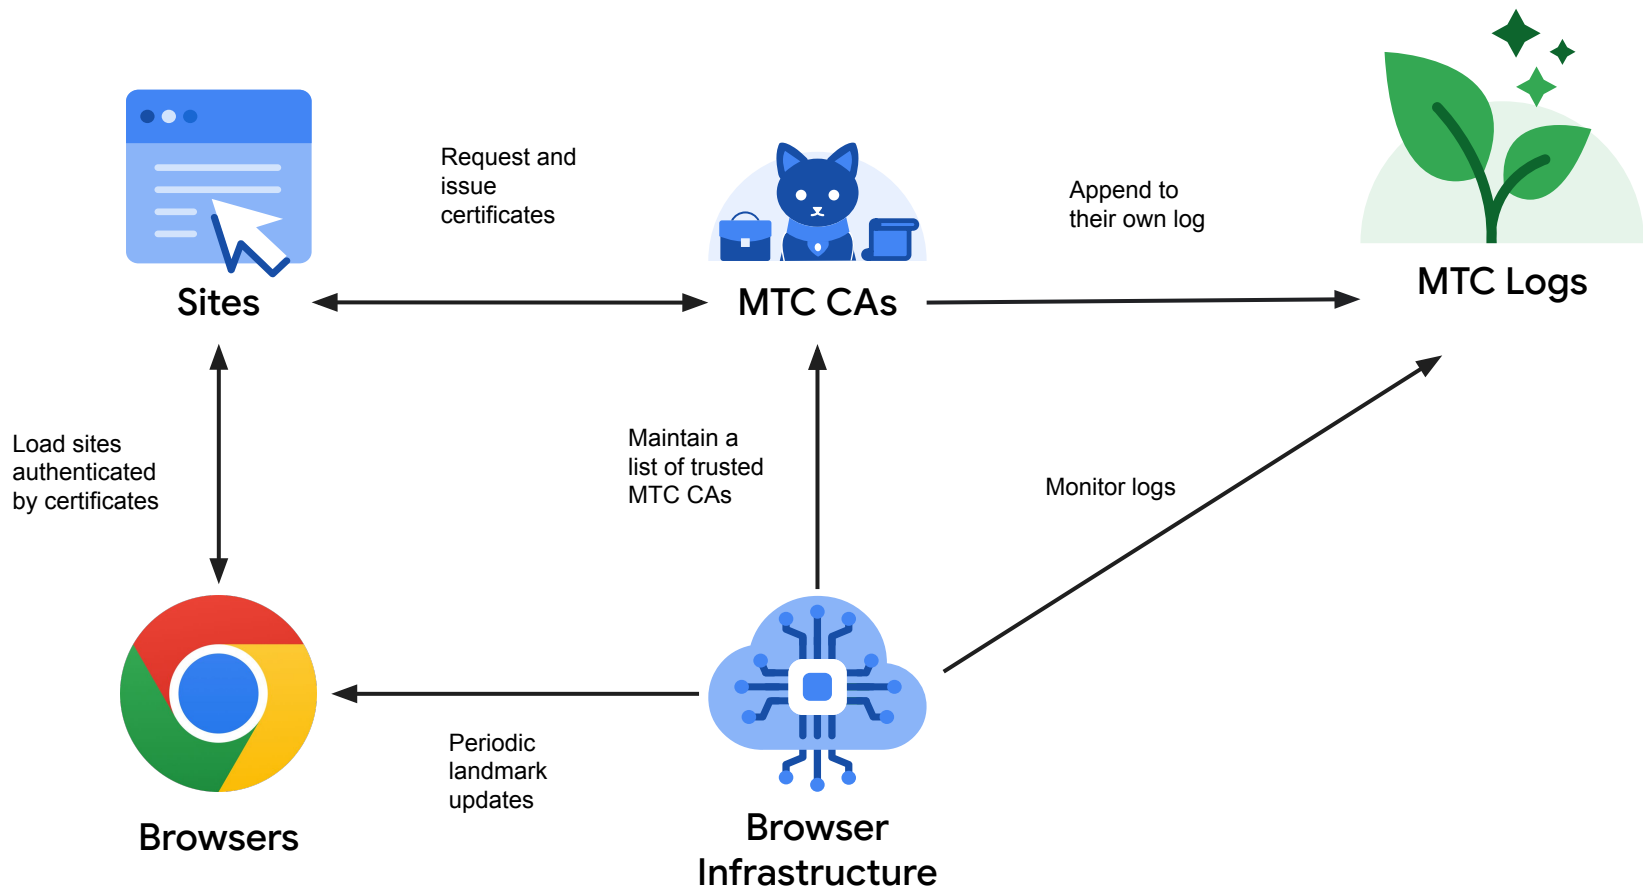 Request and
issue
certificates
Append to
their own log
Sites
MTC CAs
MTC Logs
Load sites
authenticated
by certificates
Maintain a
list of trusted
MTC CAs
Monitor logs
Periodic
landmark
updates
Browsers
Browser
Infrastructure